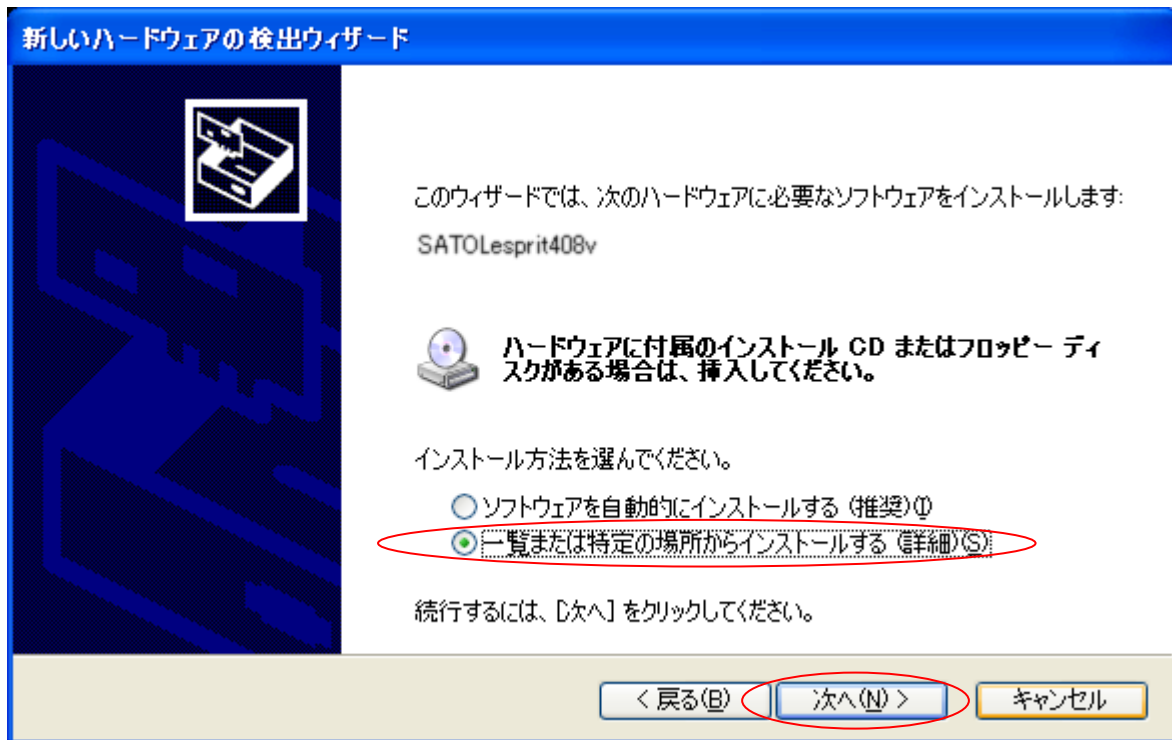 新しいハードウェアの検出ウィザード
このウィザードでは、次のハードウェアに必要なソフトウェアをインストールします:
SATOLesprit408v
ハードウェアに付属のインストール CD またはフロッピー ディ
スクがある場合は、挿入してください。
インストール方法を選んでください。
ソフトウェアを自動的にインストールする (推奨)(I)
一覧または特定の場所からインストールする (詳細)(S)
続行するには、[次へ] をクリックしてください。
< 戻る(B) 次へ(N) > キャンセル